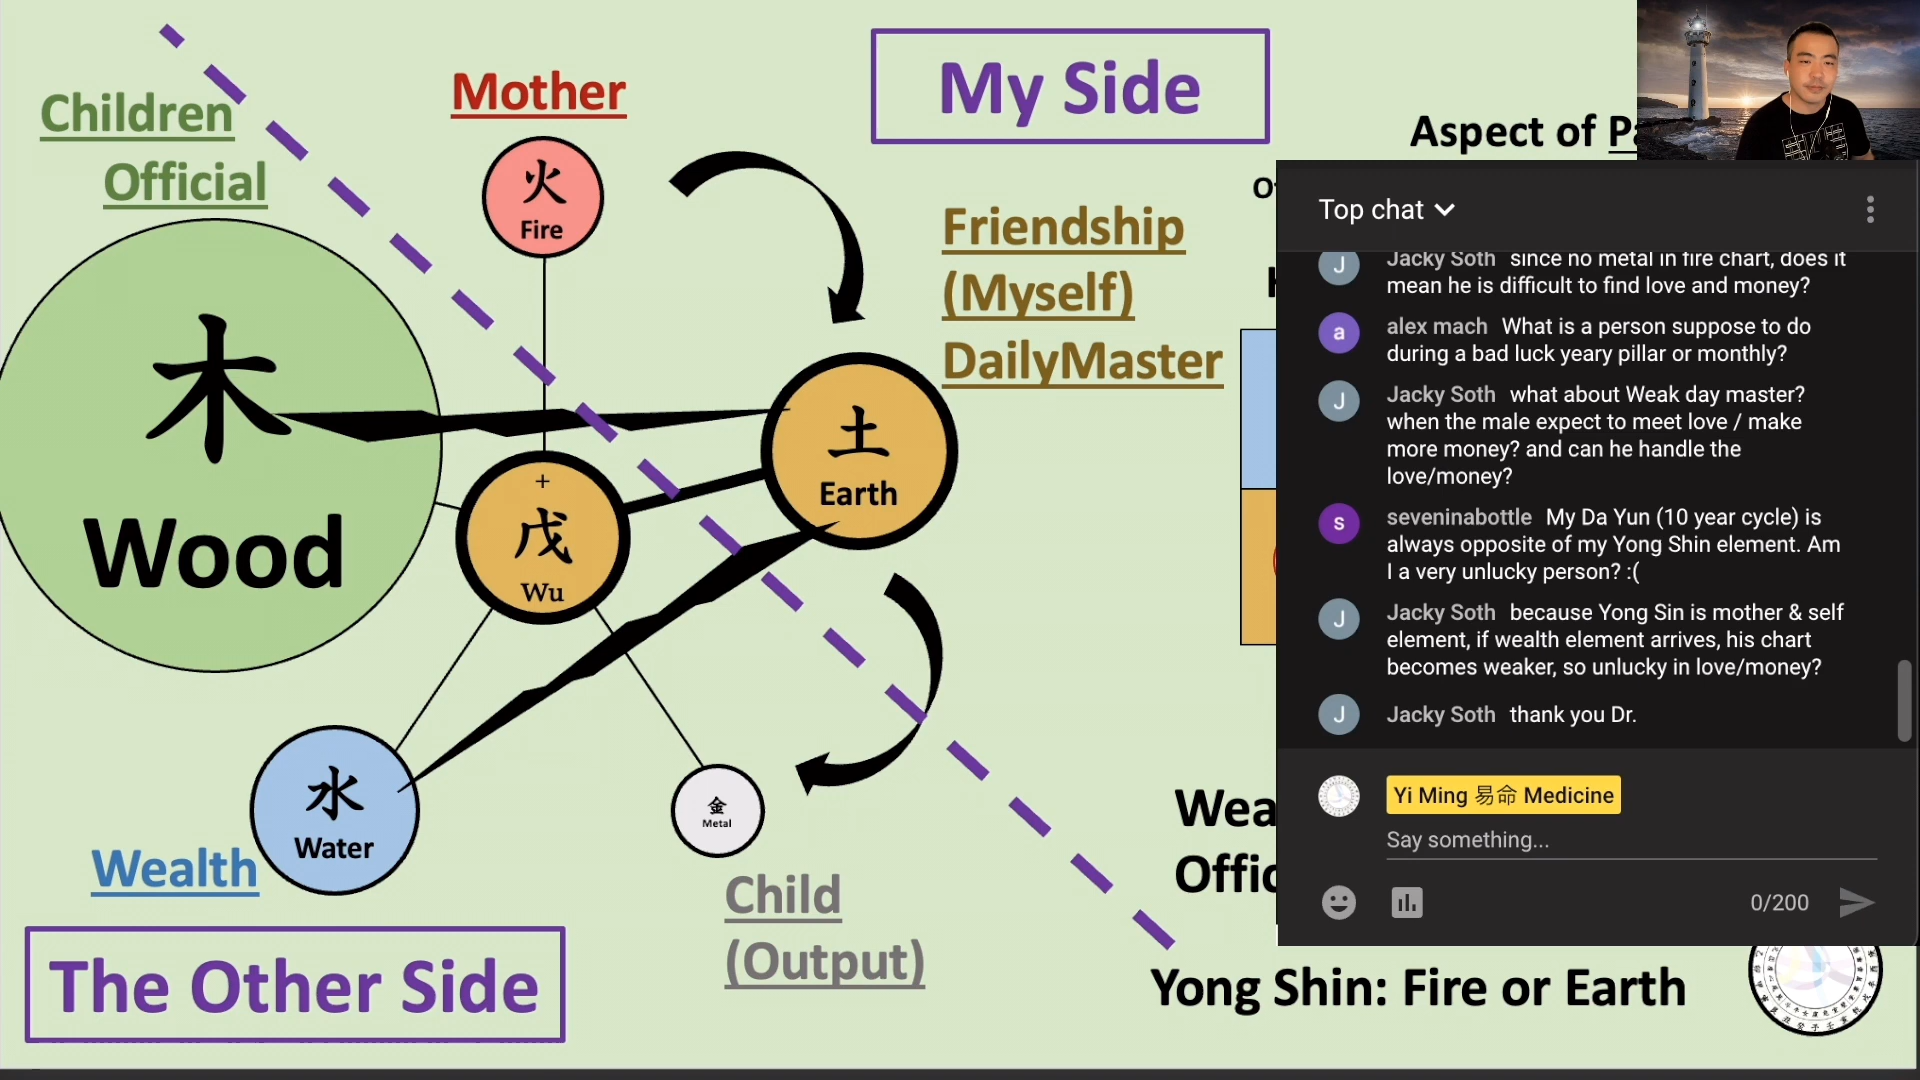 Children
Official
Mother
My Side
Aspect of
火
Fire
Friendship
(Myself)
DailyMaster
木
Wood
土
Earth
+
戊
Wu
水
Water
金
Metal
Wealth
Child
(Output)
The Other Side
Yong Shin: Fire or Earth
Top chat
J
Jacky Soth since no metal in fire chart, does it
mean he is difficult to find love and money?
a
alex mach What is a person suppose to do
during a bad luck yeary pillar or monthly?
J
Jacky Soth what about Weak day master?
when the male expect to meet love / make
more money? and can he handle the
love/money?
s
seveninabottle My Da Yun (10 year cycle) is
always opposite of my Yong Shin element. Am
I a very unlucky person? :(
J
Jacky Soth because Yong Sin is mother & self
element, if wealth element arrives, his chart
becomes weaker, so unlucky in love/money?
J
Jacky Soth thank you Dr.
Yi Ming 易命 Medicine
Say something...
0/200